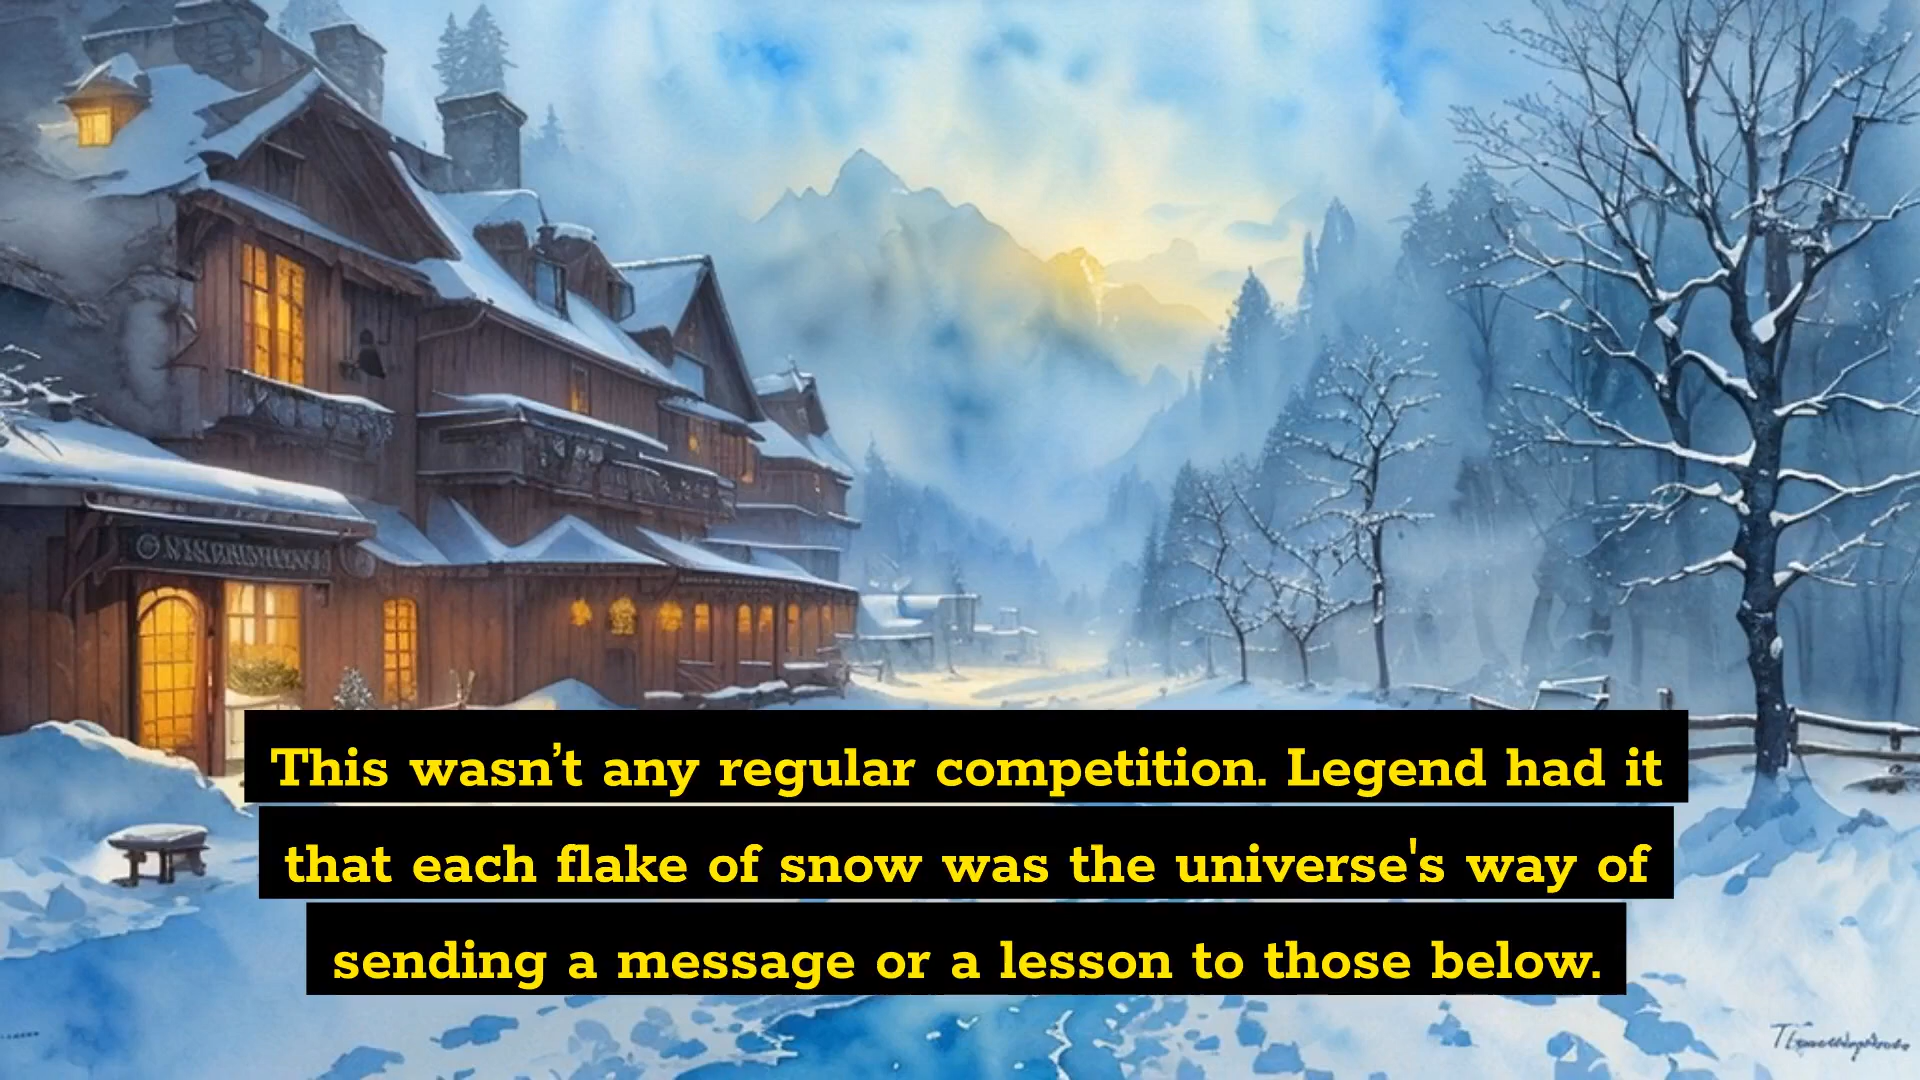 This wasn’t any regular competition. Legend had it
that each flake of snow was the universe's way of
sending a message or a lesson to those below.